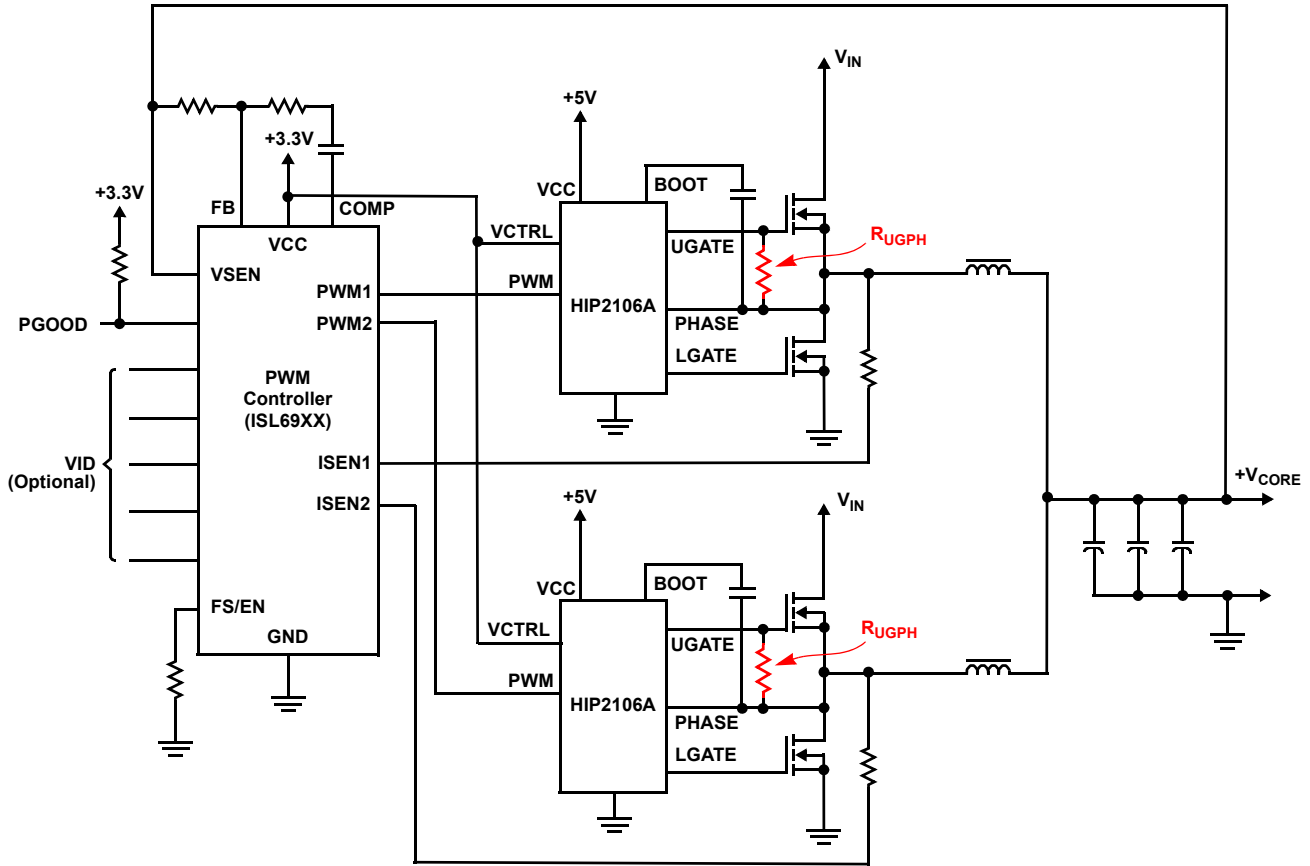 V_IN
+5V
+3.3V
+3.3V
BOOT
VCC
FB
COMP
VCC
VCTRL
UGATE
R_UGPH
VSEN
PWM
PWM1
HIP2106A
PHASE
PGOOD
PWM2
LGATE
PWM
Controller
(ISL69XX)
VID
(Optional)
ISEN1
ISEN2
+V_CORE
+5V
V_IN
VCC
BOOT
FS/EN
GND
VCTRL
UGATE
R_UGPH
PWM
HIP2106A
PHASE
LGATE